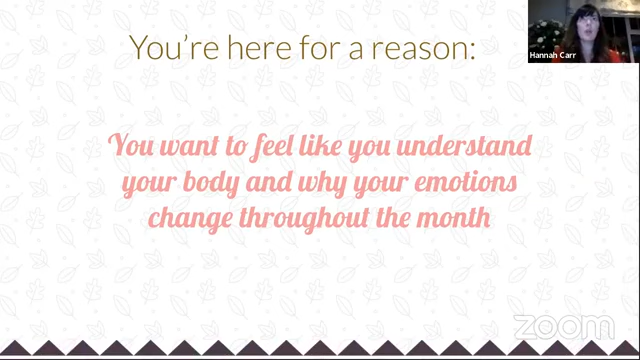 You're here for a reason:
Hannah Carr
You want to feel like you understand
your body and why your emotions
change throughout the month
zoom